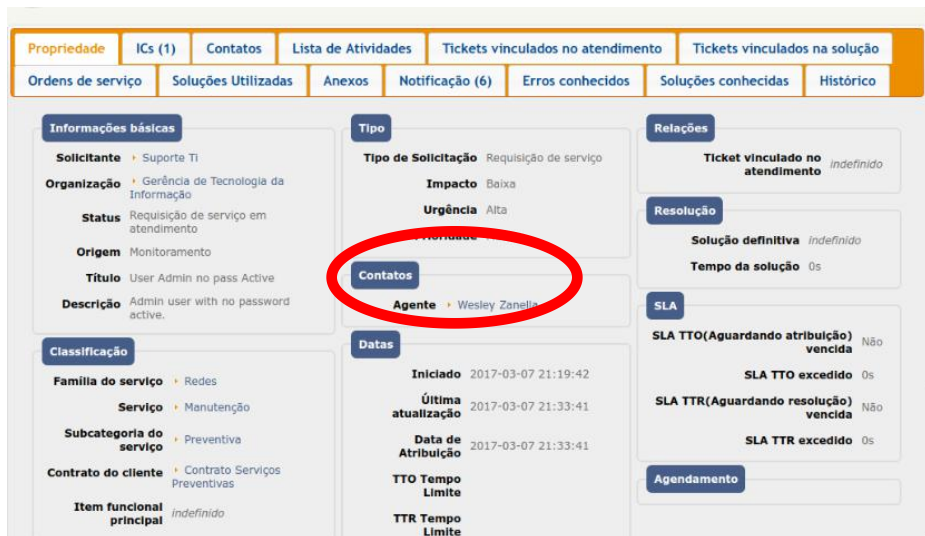 Propriedade ICs (1) Contatos Lista de Atividades Tickets vinculados no atendimento Tickets vinculados na solução
Ordens de serviço Soluções Utilizadas Anexos Notificação (6) Erros conhecidos Soluções conhecidas Histórico
Informações básicas
Solicitante Suporte Ti
Organização Gerência de Tecnologia da
Informação
Status Requisição de serviço em
atendimento
Origem Monitoramento
Título User Admin no pass Active
Descrição Admin user with no password
active.
Classificação
Família do serviço Redes
Serviço Manutenção
Subcategoria do
serviço Preventiva
Contrato do cliente Contrato Serviços
Preventivas
Item funcional
principal indefinido
Tipo
Tipo de Solicitação Requisição de serviço
Impacto Baixa
Urgência Alta
Contatos
Agente Wesley Zanella
Datas
Iniciado 2017-03-07 21:19:42
Última
atualização 2017-03-07 21:33:41
Data de
Atribuição 2017-03-07 21:33:41
TTO Tempo
Limite
TTR Tempo
Limite
Relações
Ticket vinculado no
atendimento indefinido
Resolução
Solução definitiva indefinido
Tempo da solução 0s
SLA
SLA TTO(Aguardando atribuição)
vencida Não
SLA TTO excedido 0s
SLA TTR(Aguardando resolução)
vencida Não
SLA TTR excedido 0s
Agendamento